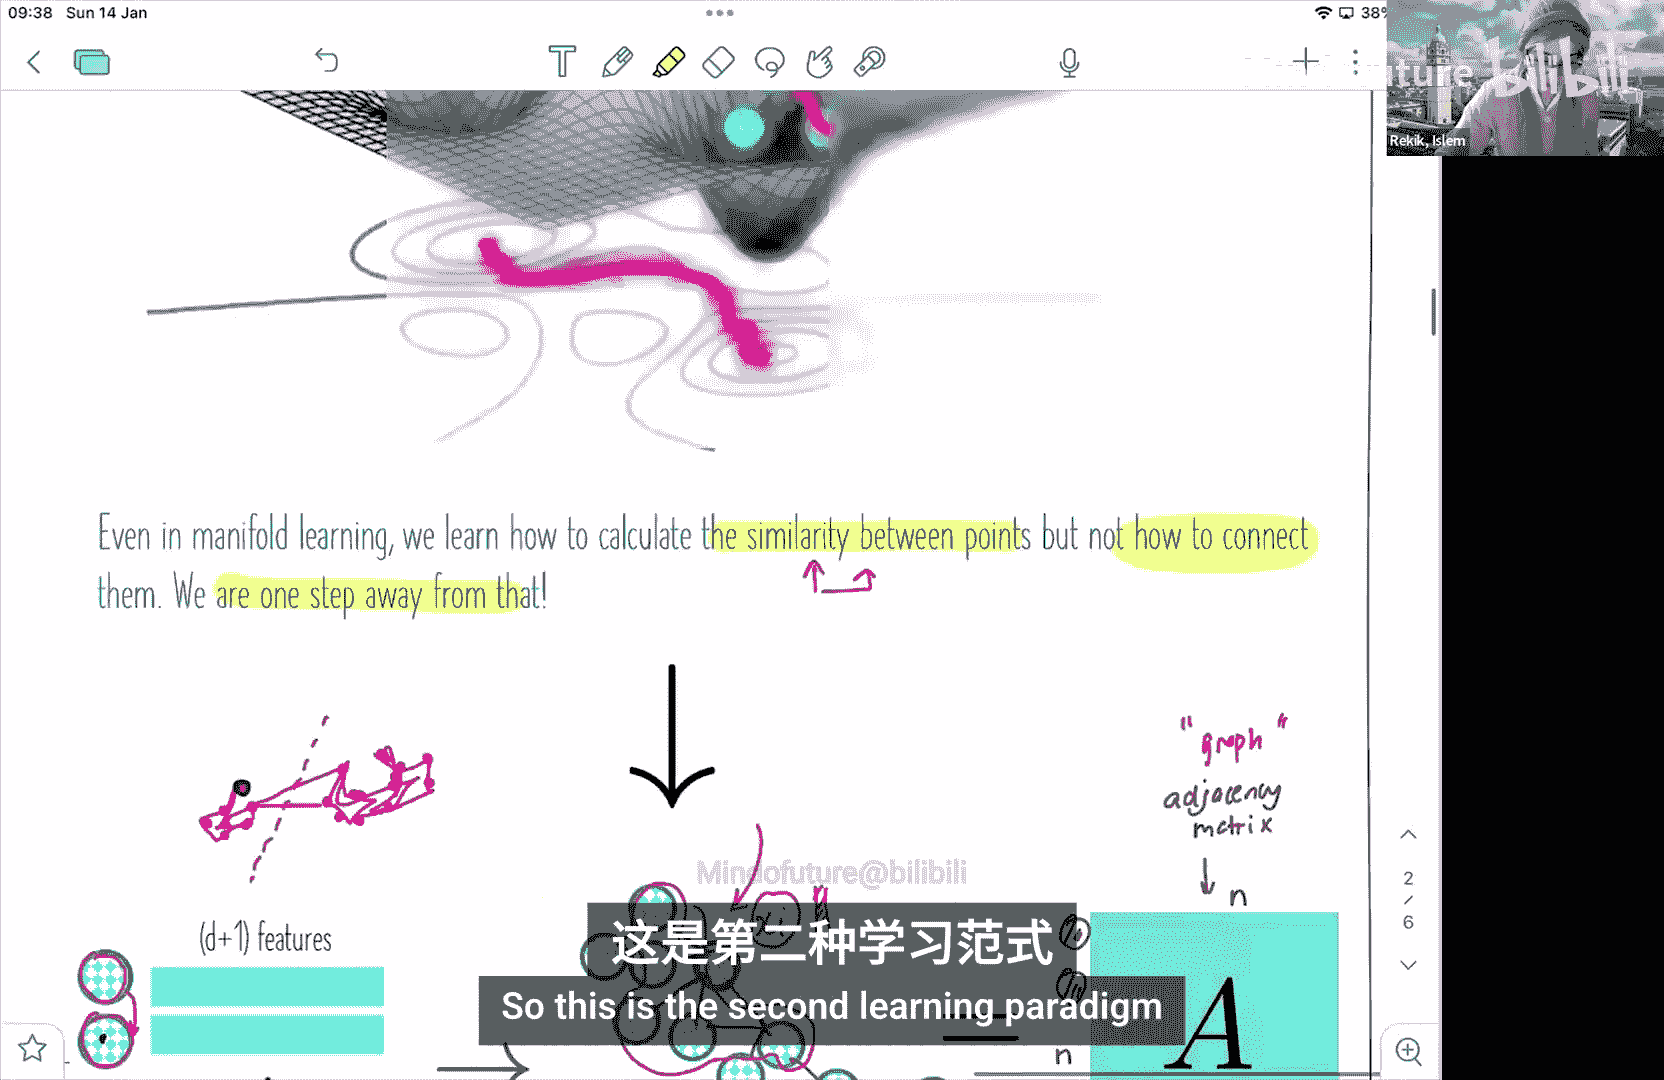 09:38 Sun 14 Jan
38%
uture bilibili
Rekik, Islem
Even in manifold learning, we learn how to calculate the similarity between points but not how to connect
them. We are one step away from that!
"graph"
adjacency
matrix
n
Mindofuture@bilibili
(d+1) features
这是第二种学习范式
So this is the second learning paradigm
n
A
2
6